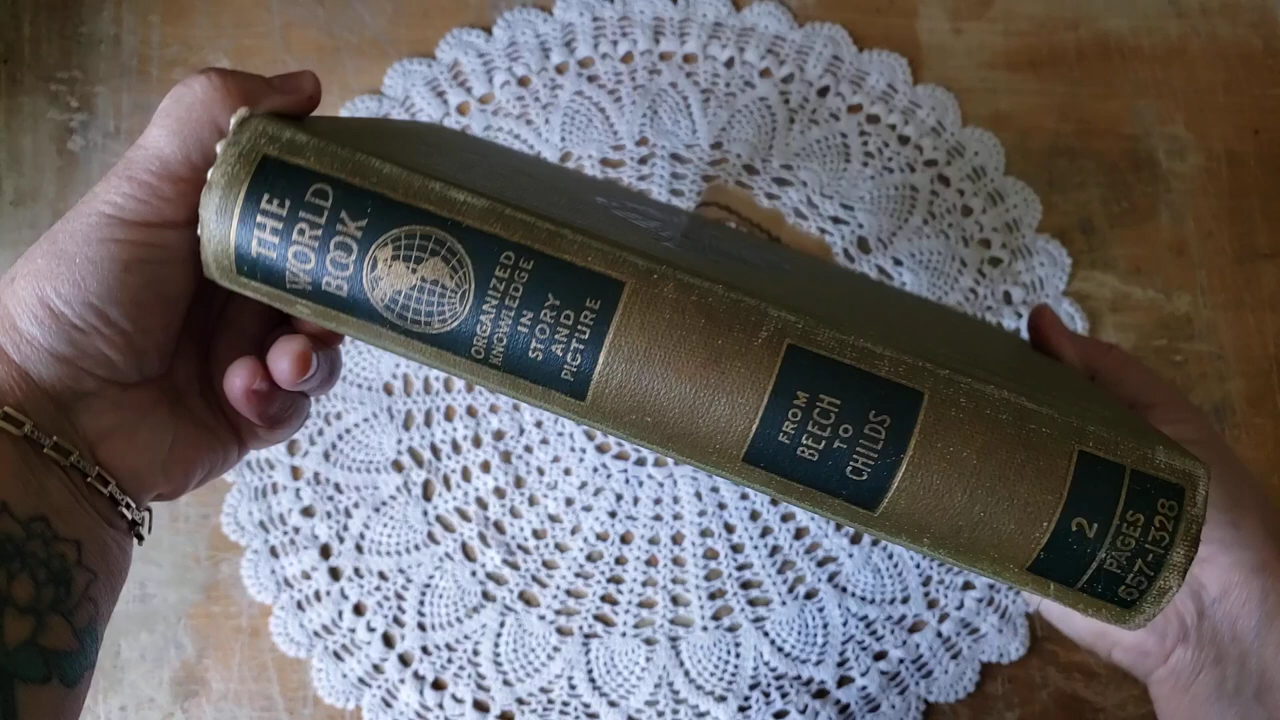 THE
WORLD
BOOK
ORGANIZED
KNOWLEDGE
IN
STORY
AND
PICTURE
FROM
BEECH
TO
CHILDS
2
PAGES
657-1328